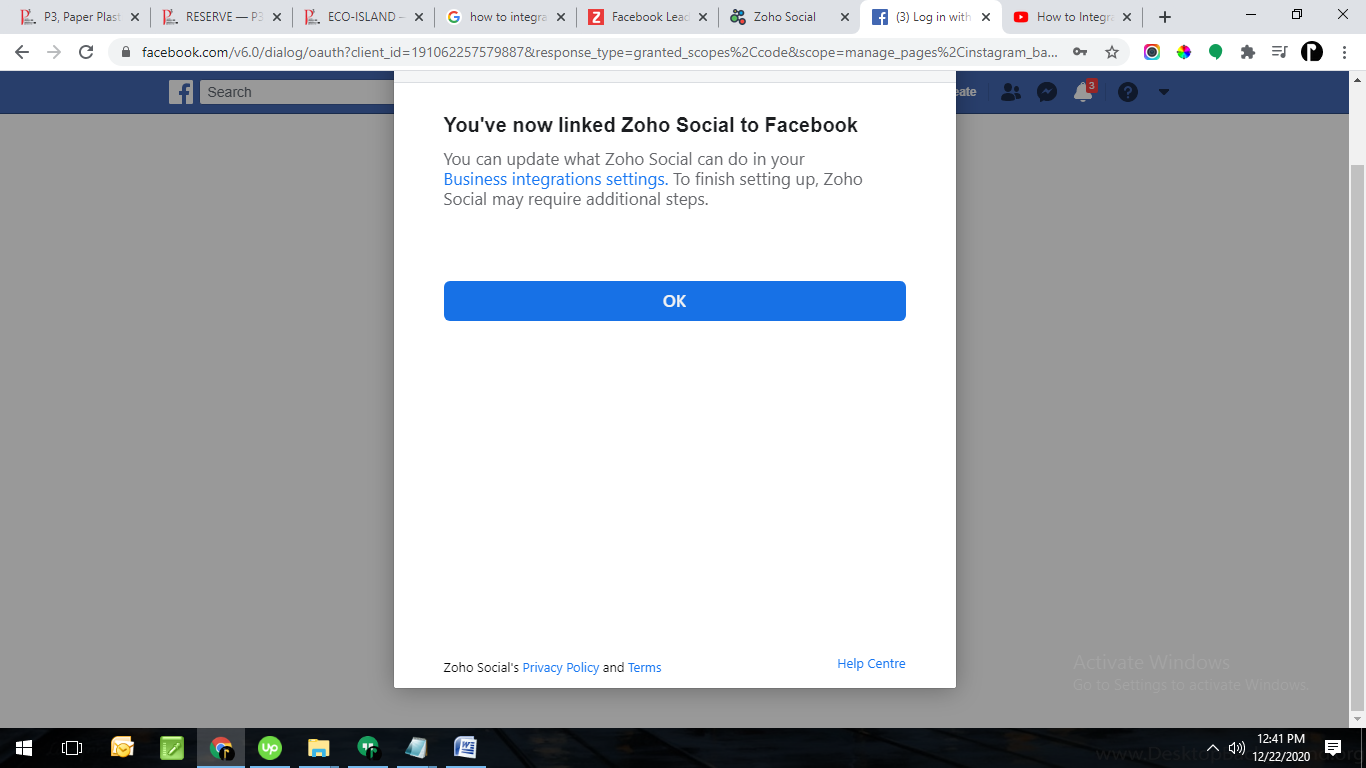 P3, Paper Plast
RESERVE — P3
ECO-ISLAND –
how to integra
Facebook Lead
Zoho Social
(3) Log in with
How to Integra
facebook.com/v6.0/dialog/oauth?client_id=1910622575798​87&response_type=granted_scopes%2Ccode&scope=manage_pages%2Cinstagram_ba...
Search
eate
3
You've now linked Zoho Social to Facebook
You can update what Zoho Social can do in your
Business integrations settings. To finish setting up, Zoho
Social may require additional steps.
OK
Zoho Social's Privacy Policy and Terms
Help Centre
Activate Windows
Go to Settings to activate Windows.
up
12:41 PM
12/22/2020